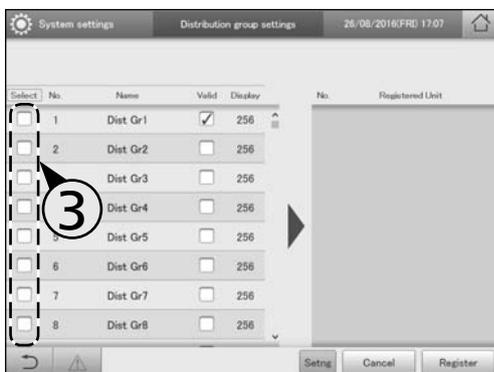 System settings Distribution group settings 26/08/2016(FRI) 17:07
Select No. Name Valid Display No. Registered Unit
1 Dist Gr1 256
2 Dist Gr2 256
Dist Gr3 256
Dist Gr4 256
5 Dist Gr5 256
6 Dist Gr6 256
7 Dist Gr7 256
8 Dist Gr8 256
3
Setng Cancel Register